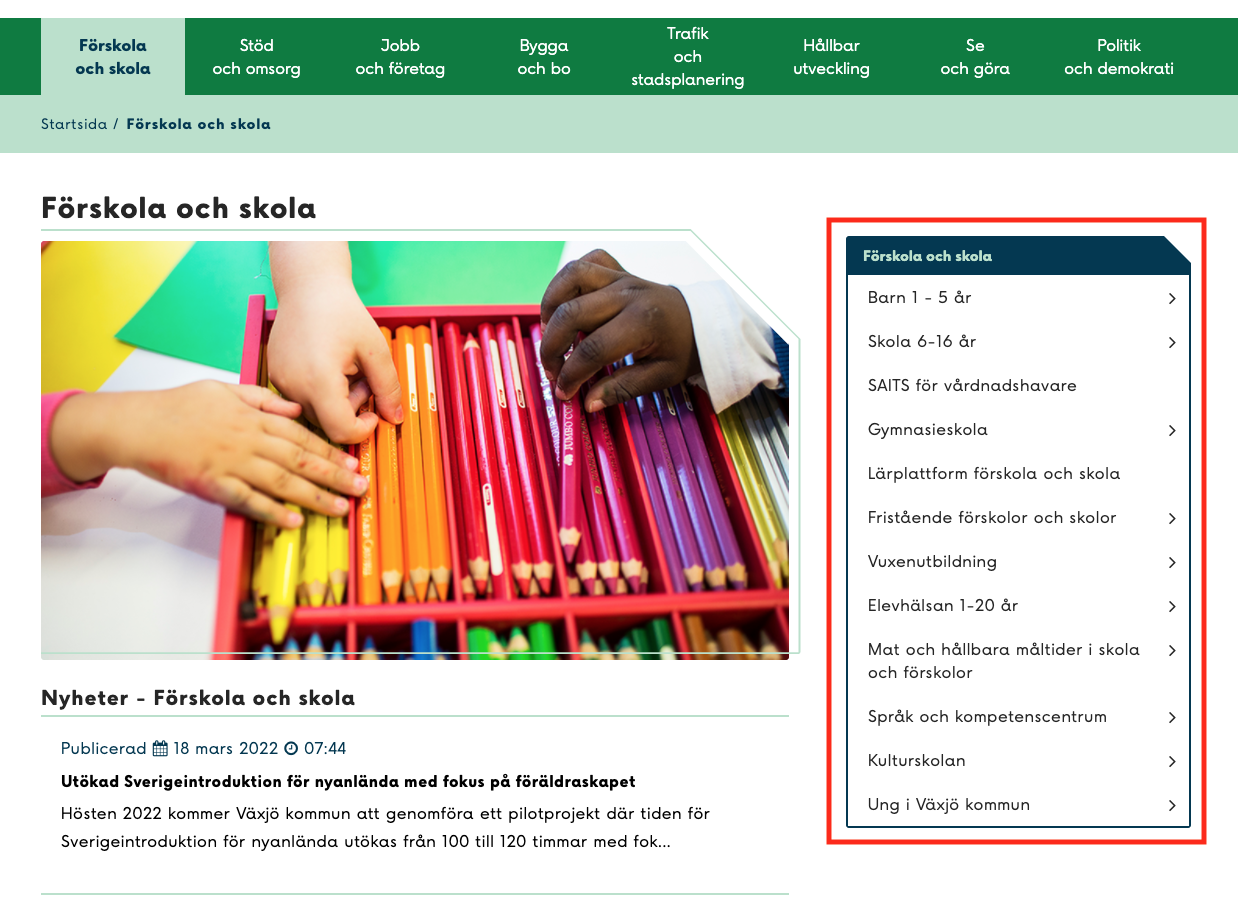 Förskola
och skola
Stöd
och omsorg
Jobb
och företag
Bygga
och bo
Trafik
och
stadsplanering
Hållbar
utveckling
Se
och göra
Politik
och demokrati
Startsida / Förskola och skola
Förskola och skola
JUMBO
Nyheter - Förskola och skola
Publicerad 18 mars 2022 07:44
Utökad Sverigeintroduktion för nyanlända med fokus på föräldraskapet
Hösten 2022 kommer Växjö kommun att genomföra ett pilotprojekt där tiden för
Sverigeintroduktion för nyanlända utökas från 100 till 120 timmar med fok...
Förskola och skola
Barn 1 - 5 år
Skola 6-16 år
SAITS för vårdnadshavare
Gymnasieskola
Lärplattform förskola och skola
Fristående förskolor och skolor
Vuxenutbildning
Elevhälsan 1-20 år
Mat och hållbara måltider i skola
och förskolor
Språk och kompetenscentrum
Kulturskolan
Ung i Växjö kommun